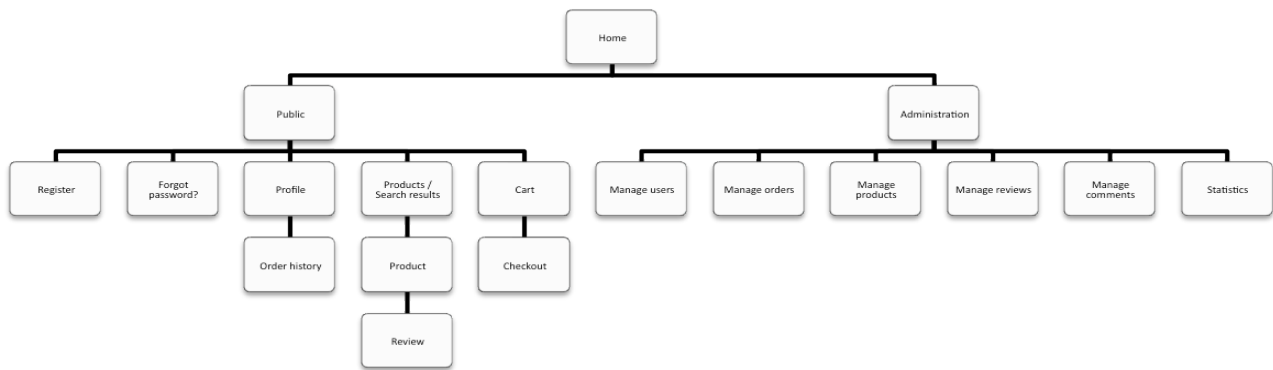 Home
Public
Administration
Register
Forgot
password?
Profile
Products /
Search results
Cart
Manage users
Manage orders
Manage
products
Manage reviews
Manage
comments
Statistics
Order history
Product
Checkout
Review